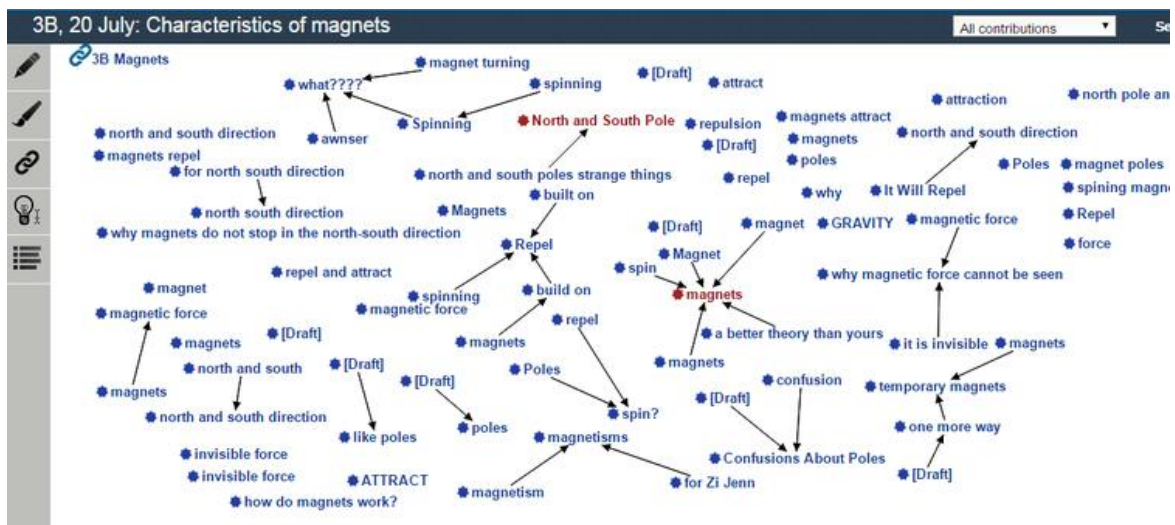 3B, 20 July: Characteristics of magnets
All contributions
Se
3B Magnets
magnet turning
what????
spinning
[Draft]
attract
attraction
north pole an
Spinning
North and South Pole
repulsion
magnets attract
north and south direction
awnser
magnets
north and south direction
[Draft]
magnets repel
poles
Poles
magnet poles
for north south direction
north and south poles strange things
repel
why
It Will Repel
spining magne
built on
north south direction
Magnets
GRAVITY
magnetic force
Repel
why magnets do not stop in the north-south direction
[Draft]
magnet
Repel
force
Magnet
repel and attract
spin
why magnetic force cannot be seen
magnet
spinning
build on
magnets
magnetic force
magnetic force
repel
[Draft]
a better theory than yours
magnets
magnets
it is invisible
magnets
north and south
[Draft]
magnets
Poles
confusion
temporary magnets
magnets
[Draft]
[Draft]
north and south direction
spin?
poles
one more way
like poles
magnetisms
invisible force
Confusions About Poles
invisible force
ATTRACT
for Zi Jenn
[Draft]
magnetism
how do magnets work?